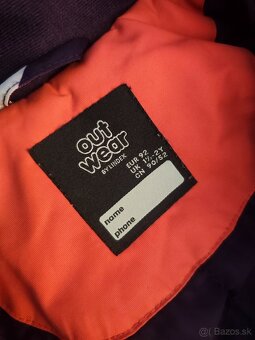 out
wear
BY LINDEX
EUR 92
UK 1½-2Y
CN 90/52
name
phone
Bazos.sk